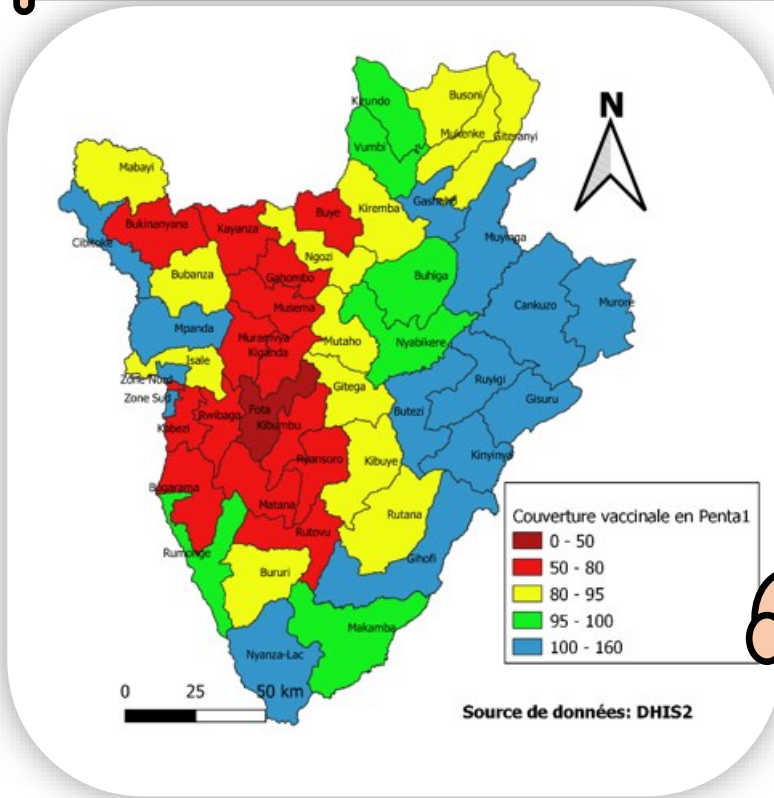 N
Kirundo
Busoni
Mukenke
Giteranyi
Vumbi
Mabayi
Gashoho
Kiremba
Buye
Bukinanyana
Kayanza
Cibitoke
Muyinga
Ngozi
Bubanza
Gahombo
Buhiga
Musema
Cankuzo
Murore
Mpanda
Muramvya
Mutaho
Nyabikere
Kiganda
Isale
Zone Nord
Ruyigi
Gitega
Zone Sud
Gisuru
Fota
Butezi
Rwibaga
Kibumbu
Kabezi
Kinyinya
Ryansoro
Kibuye
Bugarama
Matana
Rutana
Rutovu
Rumonge
Gihofi
Bururi
Makamba
Nyanza-Lac
Couverture vaccinale en Penta1
0 - 50
50 - 80
80 - 95
95 - 100
100 - 160
0 25 50 km
Source de données: DHIS2